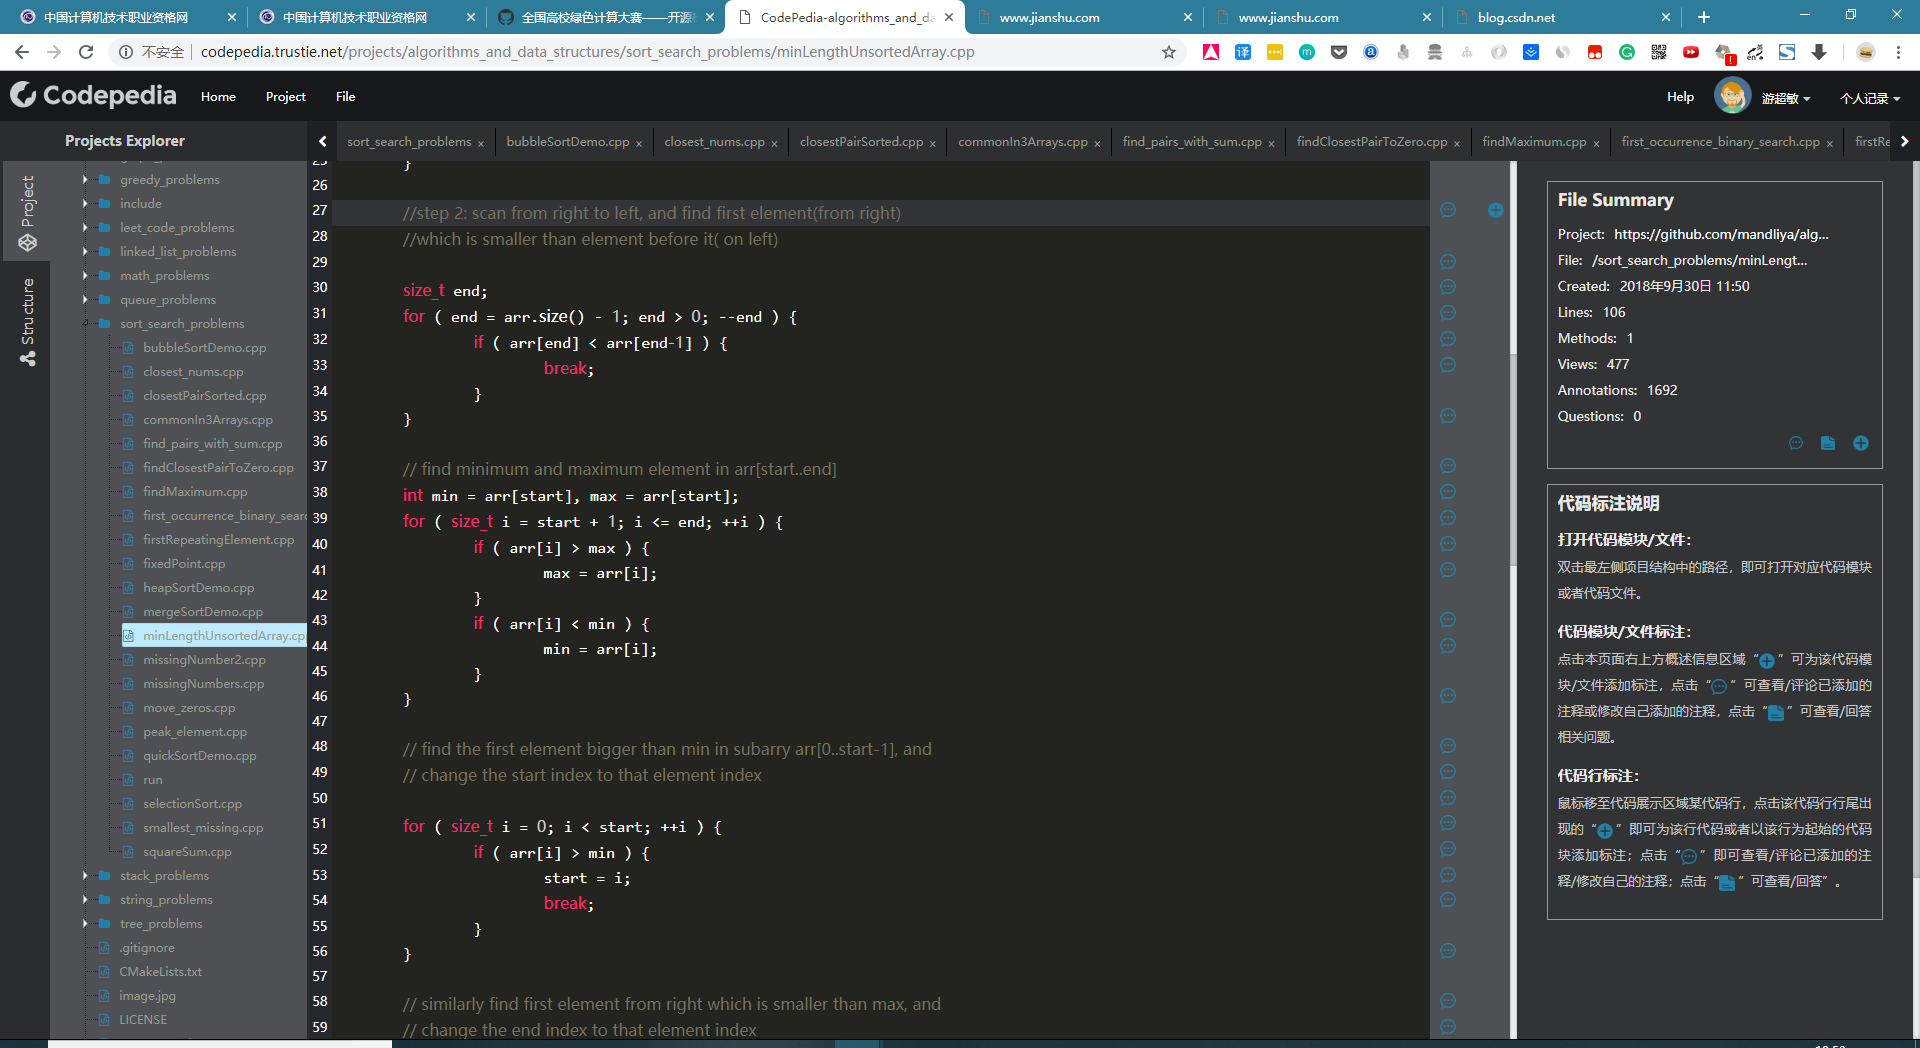 中国计算机技术职业资格网
中国计算机技术职业资格网
全国高校绿色计算大赛——开源
CodePedia-algorithms_and_da
www.jianshu.com
www.jianshu.com
blog.csdn.net
不安全
codepedia.trustie.net/projects/algorithms_and_data_structures/sort_search_problems/minLengthUnsortedArray.cpp
Codepedia
Home
Project
File
Help
游超敏
个人记录
Projects Explorer
sort_search_problems ×
bubbleSortDemo.cpp ×
closest_nums.cpp ×
closestPairSorted.cpp ×
commonIn3Arrays.cpp ×
find_pairs_with_sum.cpp ×
findClosestPairToZero.cpp ×
findMaximum.cpp ×
first_occurrence_binary_search.cpp ×
firstRe
Project
Structure
greedy_problems
include
leet_code_problems
linked_list_problems
math_problems
queue_problems
sort_search_problems
bubbleSortDemo.cpp
closest_nums.cpp
closestPairSorted.cpp
commonIn3Arrays.cpp
find_pairs_with_sum.cpp
findClosestPairToZero.cpp
findMaximum.cpp
first_occurrence_binary_searc
firstRepeatingElement.cpp
fixedPoint.cpp
heapSortDemo.cpp
mergeSortDemo.cpp
minLengthUnsortedArray.cpp
missingNumber2.cpp
missingNumbers.cpp
move_zeros.cpp
peak_element.cpp
quickSortDemo.cpp
run
selectionSort.cpp
smallest_missing.cpp
squareSum.cpp
stack_problems
string_problems
tree_problems
.gitignore
CMakeLists.txt
image.jpg
LICENSE
25 }
26
27 //step 2: scan from right to left, and find first element(from right)
28 //which is smaller than element before it( on left)
29
30 size_t end;
31 for ( end = arr.size() - 1; end > 0; --end ) {
32 if ( arr[end] < arr[end-1] ) {
33 break;
34 }
35 }
36
37 // find minimum and maximum element in arr[start..end]
38 int min = arr[start], max = arr[start];
39 for ( size_t i = start + 1; i <= end; ++i ) {
40 if ( arr[i] > max ) {
41 max = arr[i];
42 }
43 if ( arr[i] < min ) {
44 min = arr[i];
45 }
46 }
47
48 // find the first element bigger than min in subarry arr[0..start-1], and
49 // change the start index to that element index
50
51 for ( size_t i = 0; i < start; ++i ) {
52 if ( arr[i] > min ) {
53 start = i;
54 break;
55 }
56 }
57
58 // similarly find first element from right which is smaller than max, and
59 // change the end index to that element index
File Summary
Project: https://github.com/mandliya/alg...
File: /sort_search_problems/minLengt...
Created: 2018年9月30日 11:50
Lines: 106
Methods: 1
Views: 477
Annotations: 1692
Questions: 0
代码标注说明
打开代码模块/文件：
双击最左侧项目结构中的路径，即可打开对应代码模块
或者代码文件。
代码模块/文件标注：
点击本页面右上方概述信息区域“ ”可为该代码模
块/文件添加标注，点击“ ”可查看/评论已添加的
注释或修改自己添加的注释，点击“ ”可查看/回答
相关问题。
代码行标注：
鼠标移至代码展示区域某代码行，点击该代码行行尾出
现的“ ”即可为该行代码或者以该行为起始的代码
块添加标注；点击“ ”即可查看/评论已添加的注
释/修改自己的注释；点击“ ”可查看/回答”。